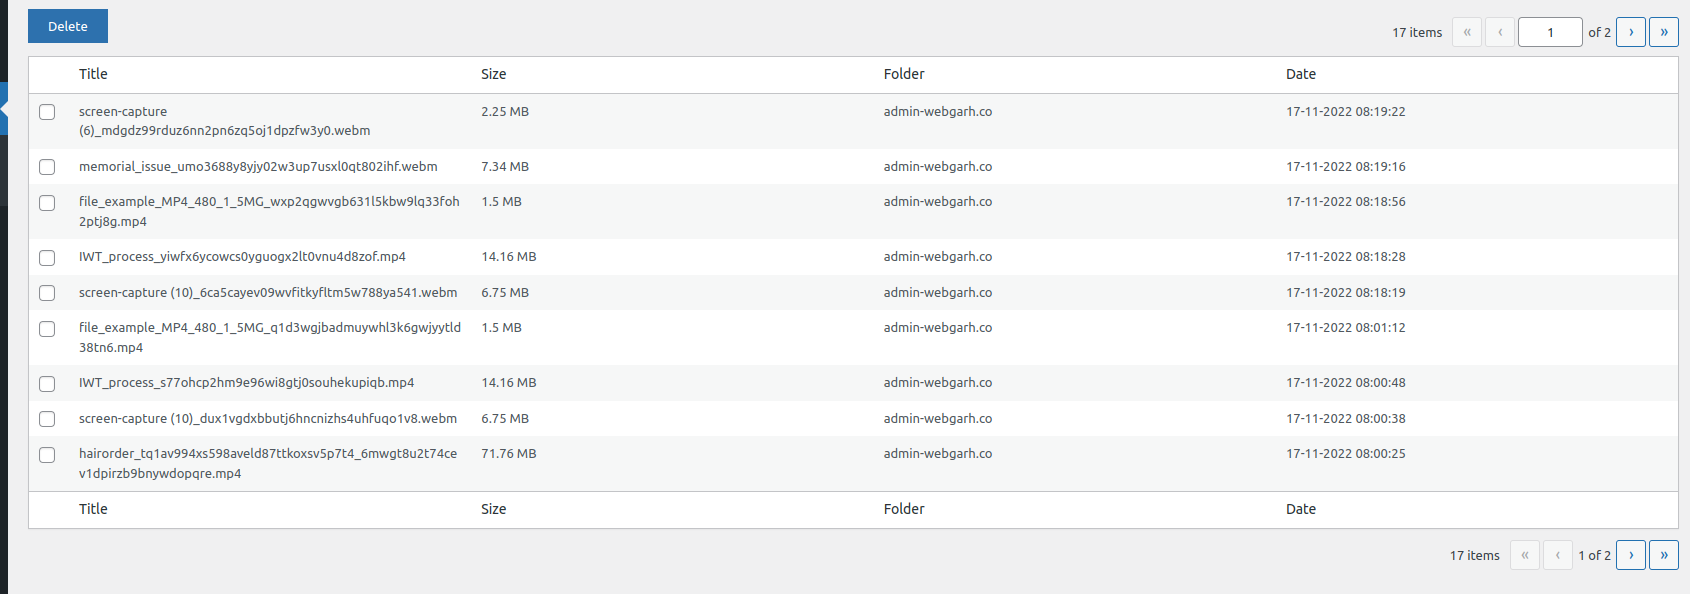 Delete
17 items « ‹ 1 of 2 › »
Title Size Folder Date
screen-capture 2.25 MB admin-webgarh.co 17-11-2022 08:19:22
(6)_mdgdz99rduz6nn2pn6zq5oj1dpzfw3y0.webm
memorial_issue_umo3688y8yjy02w3up7usxl0qt802ihf.webm 7.34 MB admin-webgarh.co 17-11-2022 08:19:16
file_example_MP4_480_1_5MG_wxp2qgwvgb631l5kbw9lq33foh 1.5 MB admin-webgarh.co 17-11-2022 08:18:56
2ptj8g.mp4
IWT_process_yiwfx6ycowcs0yguogx2lt0vnu4d8zof.mp4 14.16 MB admin-webgarh.co 17-11-2022 08:18:28
screen-capture (10)_6ca5cayev09wvfitkyfltm5w788ya541.webm 6.75 MB admin-webgarh.co 17-11-2022 08:18:19
file_example_MP4_480_1_5MG_q1d3wgjbadmuywhl3k6gwjyytld 1.5 MB admin-webgarh.co 17-11-2022 08:01:12
38tn6.mp4
IWT_process_s77ohcp2hm9e96wi8gtj0souhekupiqb.mp4 14.16 MB admin-webgarh.co 17-11-2022 08:00:48
screen-capture (10)_dux1vgdxbbutj6hncnizhs4uhfuqo1v8.webm 6.75 MB admin-webgarh.co 17-11-2022 08:00:38
hairorder_tq1av994xs598aveld87ttkoxsv5p7t4_6mwgt8u2t74ce 71.76 MB admin-webgarh.co 17-11-2022 08:00:25
v1dpirzb9bnywdopqre.mp4
Title Size Folder Date
17 items « ‹ 1 of 2 › »